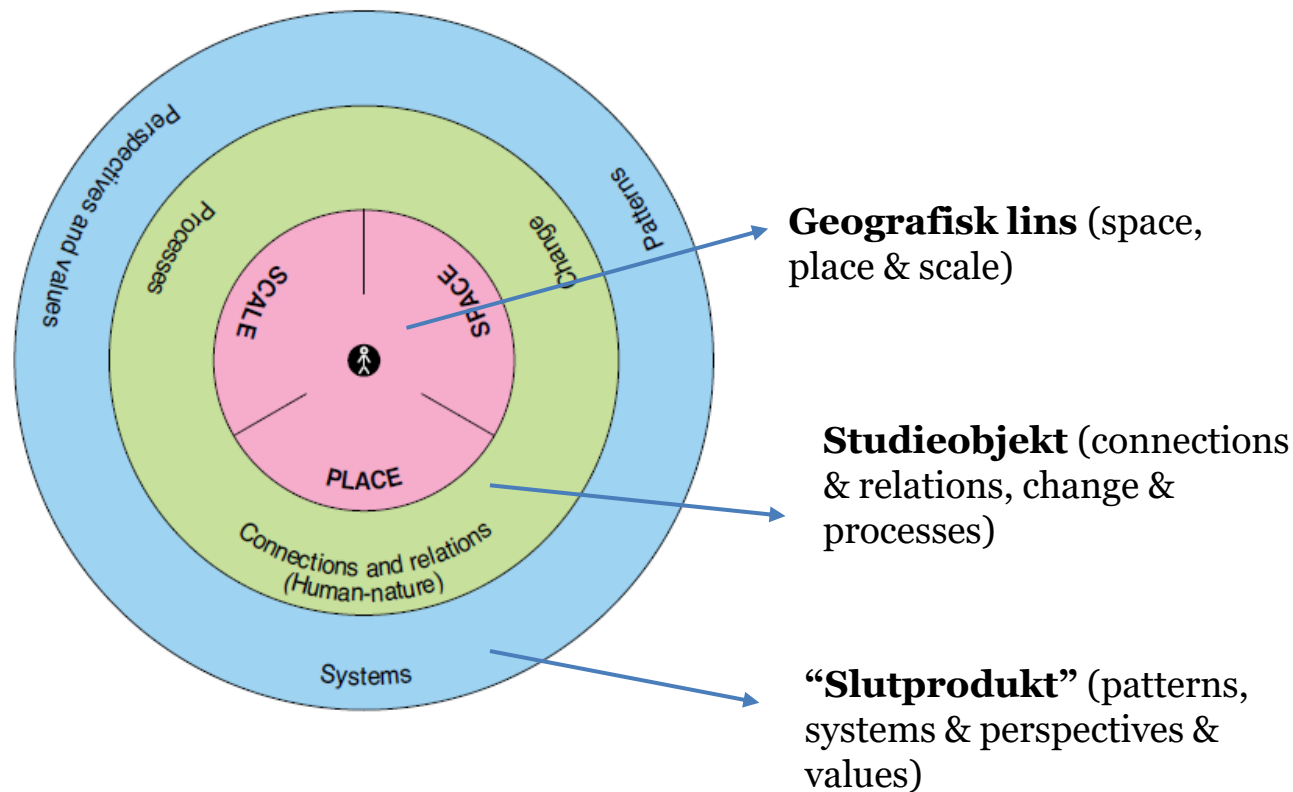 Perspectives and values
Patterns
Processes
Change
SCALE
SPACE
PLACE
Connections and relations
(Human-nature)
Systems
Geografisk lins (space,
place & scale)
Studieobjekt (connections
& relations, change &
processes)
“Slutprodukt” (patterns,
systems & perspectives &
values)